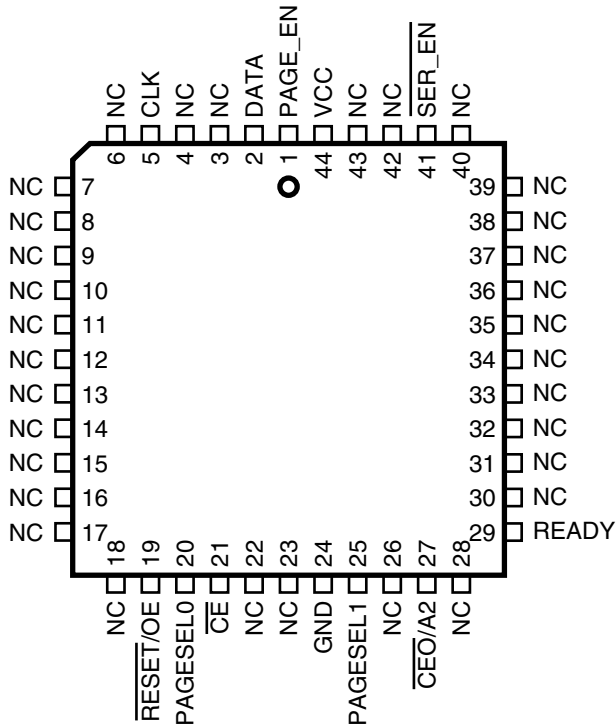 NC CLK NC NC DATA PAGE_EN VCC NC NC SER_EN NC
6 5 4 3 2 1 44 43 42 41 40
NC 7 39 NC
NC 8 38 NC
NC 9 37 NC
NC 10 36 NC
NC 11 35 NC
NC 12 34 NC
NC 13 33 NC
NC 14 32 NC
NC 15 31 NC
NC 16 30 NC
NC 17 29 READY
18 19 20 21 22 23 24 25 26 27 28
NC RESET/OE PAGESEL0 CE NC NC GND PAGESEL1 NC CEO/A2 NC